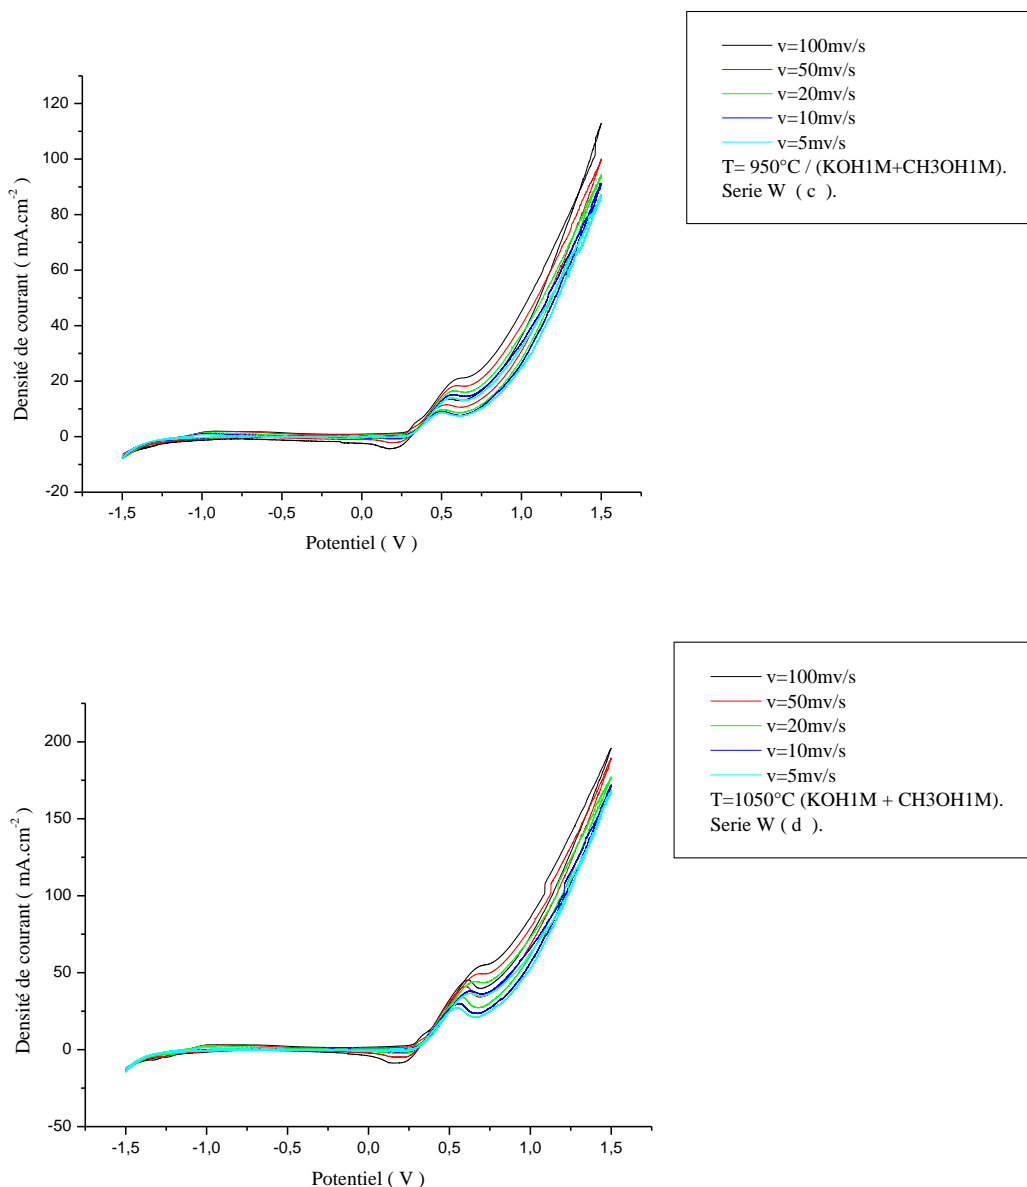 v=100mv/s
v=50mv/s
v=20mv/s
v=10mv/s
v=5mv/s
T= 950°C / (KOH1M+CH3OH1M).
Serie W ( c ).
120
100
80
60
40
20
0
-20
-1,5 -1,0 -0,5 0,0 0,5 1,0 1,5
Densité de courant ( mA.cm-2 )
Potentiel ( V )
v=100mv/s
v=50mv/s
v=20mv/s
v=10mv/s
v=5mv/s
T=1050°C (KOH1M + CH3OH1M).
Serie W ( d ).
200
150
100
50
0
-50
-1,5 -1,0 -0,5 0,0 0,5 1,0 1,5
Densité de courant ( mA.cm-2 )
Potentiel ( V )